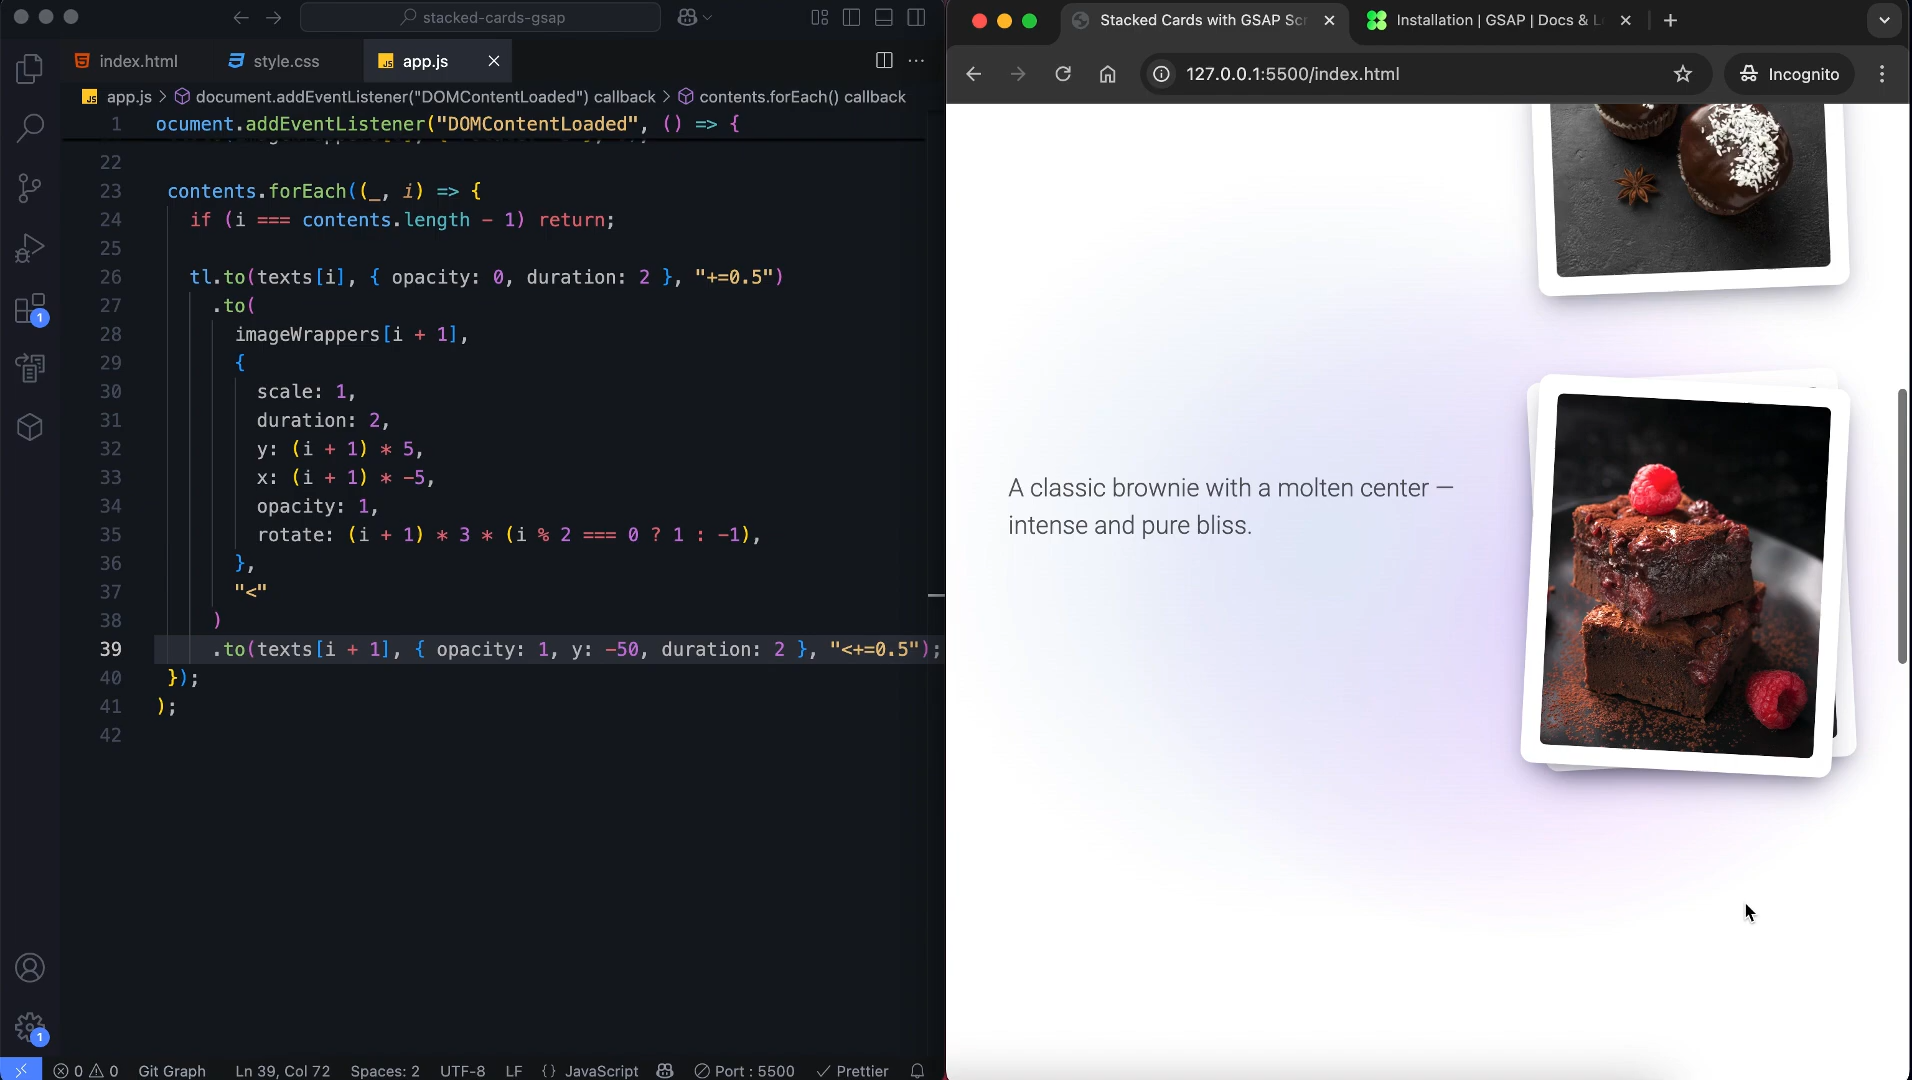 stacked-cards-gsap
index.html
style.css
app.js
app.js > document.addEventListener("DOMContentLoaded") callback > contents.forEach() callback
1 ocument.addEventListener("DOMContentLoaded", () => {
22
23 contents.forEach((_, i) => {
24 if (i === contents.length - 1) return;
25
26 tl.to(texts[i], { opacity: 0, duration: 2 }, "+=0.5")
27 .to(
28 imageWrappers[i + 1],
29 {
30 scale: 1,
31 duration: 2,
32 y: (i + 1) * 5,
33 x: (i + 1) * -5,
34 opacity: 1,
35 rotate: (i + 1) * 3 * (i % 2 === 0 ? 1 : -1),
36 },
37 "<"
38 )
39 .to(texts[i + 1], { opacity: 1, y: -50, duration: 2 }, "<+=0.5");
40 });
41 );
42
1
1
0 0 Git Graph Ln 39, Col 72 Spaces: 2 UTF-8 LF {} JavaScript Port : 5500 Prettier
Stacked Cards with GSAP Scr
Installation | GSAP | Docs & L
127.0.0.1:5500/index.html
Incognito
A classic brownie with a molten center —
intense and pure bliss.